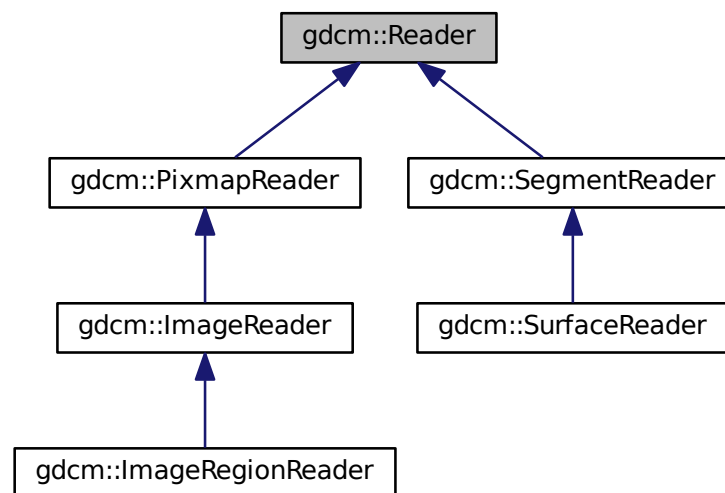 gdcm::Reader
gdcm::PixmapReader
gdcm::SegmentReader
gdcm::ImageReader
gdcm::SurfaceReader
gdcm::ImageRegionReader